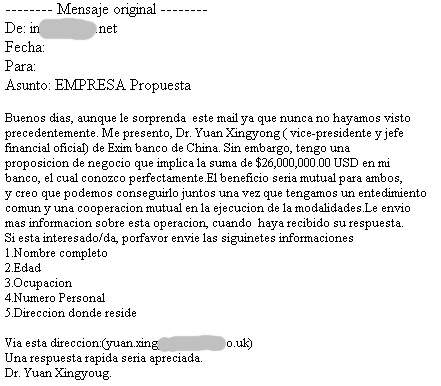 -------- Mensaje original --------
De: in .net
Fecha:
Para:
Asunto: EMPRESA Propuesta
Buenos dias, aunque le sorprenda este mail ya que nunca no hayamos visto
precedentemente. Me presento, Dr. Yuan Xingyong ( vice-presidente y jefe
financial oficial) de Exim banco de China. Sin embargo, tengo una
proposicion de negocio que implica la suma de $26,000,000.00 USD en mi
banco, el cual conozco perfectamente.El beneficio seria mutual para ambos,
y creo que podemos conseguirlo juntos una vez que tengamos un entedimiento
comun y una cooperacion mutual en la ejecucion de la modalidades.Le envio
mas informacion sobre esta operacion, cuando haya recibido su respuesta.
Si esta interesado/da, porfavor envie las siguinetes informaciones
1.Nombre completo
2.Edad
3.Ocupacion
4.Numero Personal
5.Direccion donde reside
Via esta direccion:(yuan.xing o.uk)
Una respuesta rapida seria apreciada.
Dr. Yuan Xingyoug.